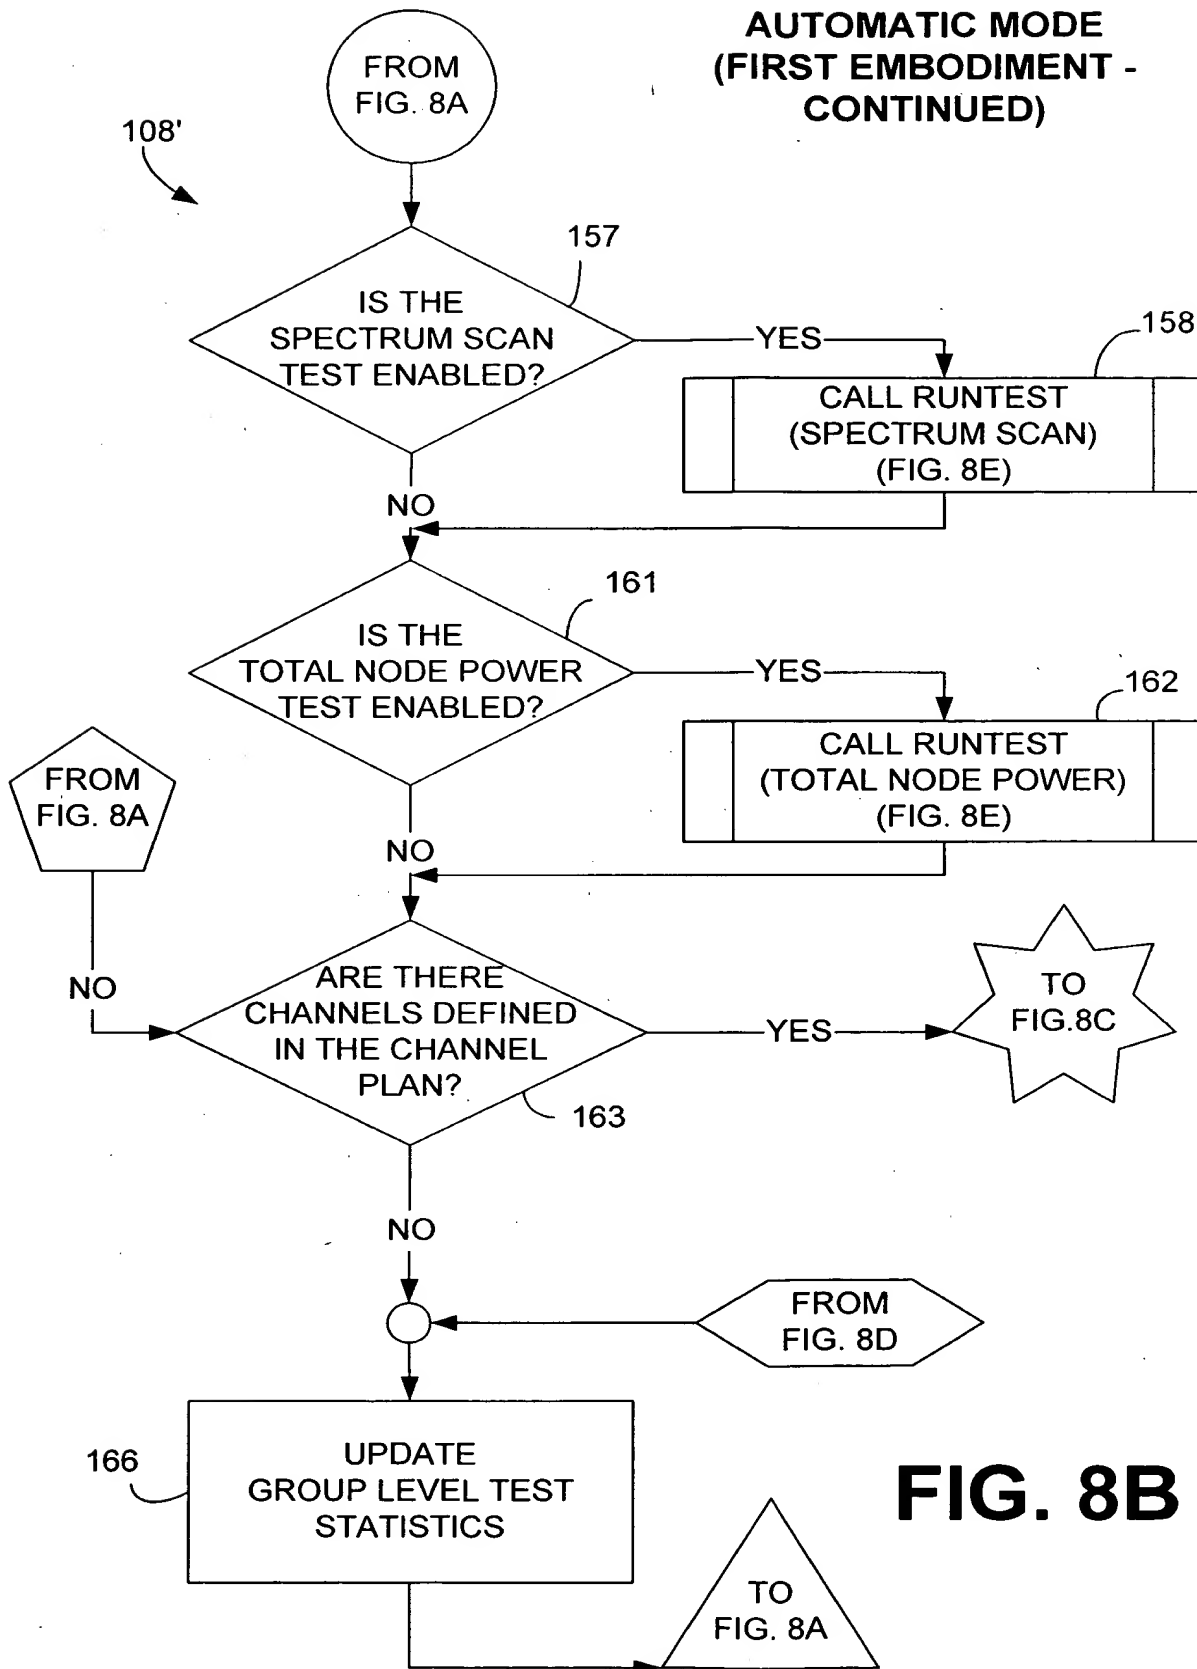 AUTOMATIC MODE
(FIRST EMBODIMENT -
CONTINUED)
FROM
FIG. 8A
108'
157
IS THE
SPECTRUM SCAN
TEST ENABLED?
YES
158
CALL RUNTEST
(SPECTRUM SCAN)
(FIG. 8E)
NO
161
IS THE
TOTAL NODE POWER
TEST ENABLED?
YES
162
CALL RUNTEST
(TOTAL NODE POWER)
(FIG. 8E)
FROM
FIG. 8A
NO
NO
ARE THERE
CHANNELS DEFINED
IN THE CHANNEL
PLAN?
163
YES
TO
FIG.8C
NO
FROM
FIG. 8D
166
UPDATE
GROUP LEVEL TEST
STATISTICS
FIG. 8B
TO
FIG. 8A